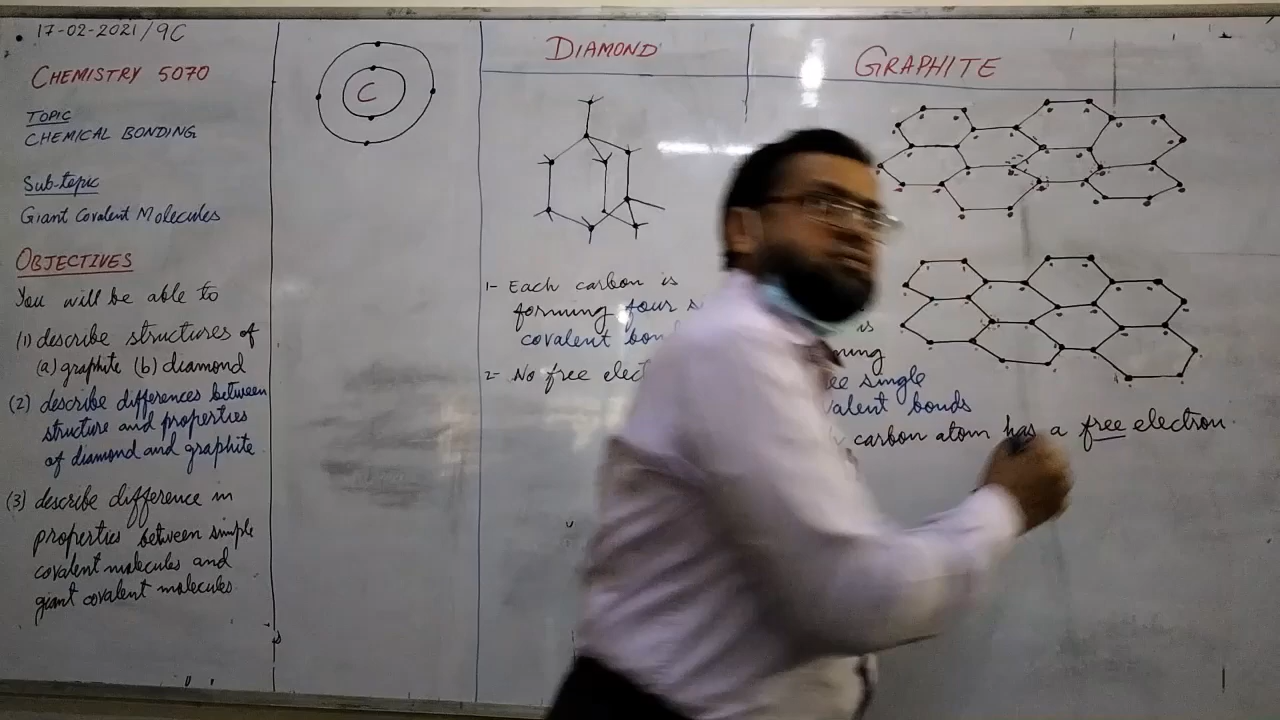 17-02-2021/9C
CHEMISTRY 5070
TOPIC
CHEMICAL BONDING
Sub-topic
Giant Covalent Molecules
OBJECTIVES
You will be able to
(1) describe structures of
(a) graphite (b) diamond
(2) describe differences between
structure and properties
of diamond and graphite
(3) describe difference in
properties between simple
covalent molecules and
giant covalent molecules
C
DIAMOND
1- Each carbon is
forming four
covalent
2- No free
GRAPHITE
is
single
bonds
carbon atom has a free electron.